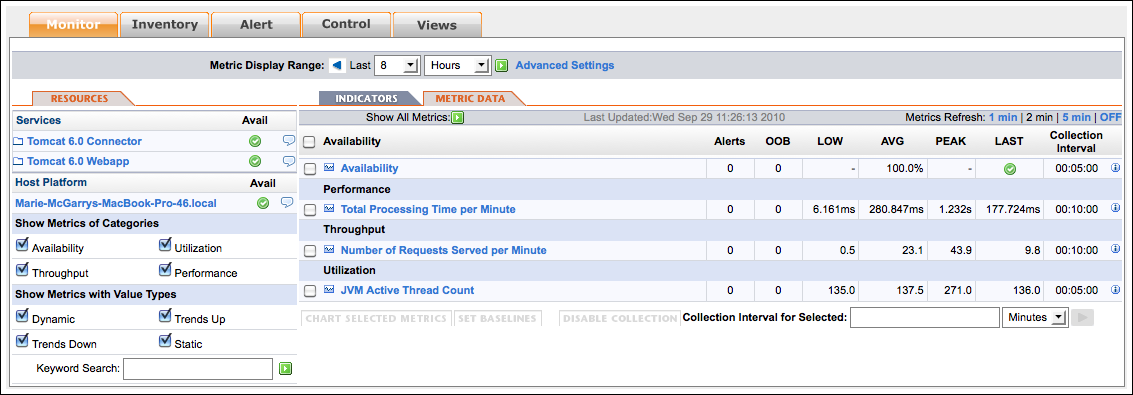 Monitor Inventory Alert Control Views
Metric Display Range: Last 8 Hours Advanced Settings
RESOURCES
Services Avail
Tomcat 6.0 Connector
Tomcat 6.0 Webapp
Host Platform Avail
Marie-McGarrys-MacBook-Pro-46.local
Show Metrics of Categories
Availability Utilization
Throughput Performance
Show Metrics with Value Types
Dynamic Trends Up
Trends Down Static
Keyword Search:
INDICATORS METRIC DATA
Show All Metrics: Last Updated:Wed Sep 29 11:26:13 2010 Metrics Refresh: 1 min | 2 min | 5 min | OFF
Availability Alerts OOB LOW AVG PEAK LAST Collection Interval
Availability 0 0 - 100.0% - 00:05:00
Performance
Total Processing Time per Minute 0 0 6.161ms 280.847ms 1.232s 177.724ms 00:10:00
Throughput
Number of Requests Served per Minute 0 0 0.5 23.1 43.9 9.8 00:10:00
Utilization
JVM Active Thread Count 0 0 135.0 137.5 271.0 136.0 00:05:00
CHART SELECTED METRICS SET BASELINES DISABLE COLLECTION Collection Interval for Selected: Minutes